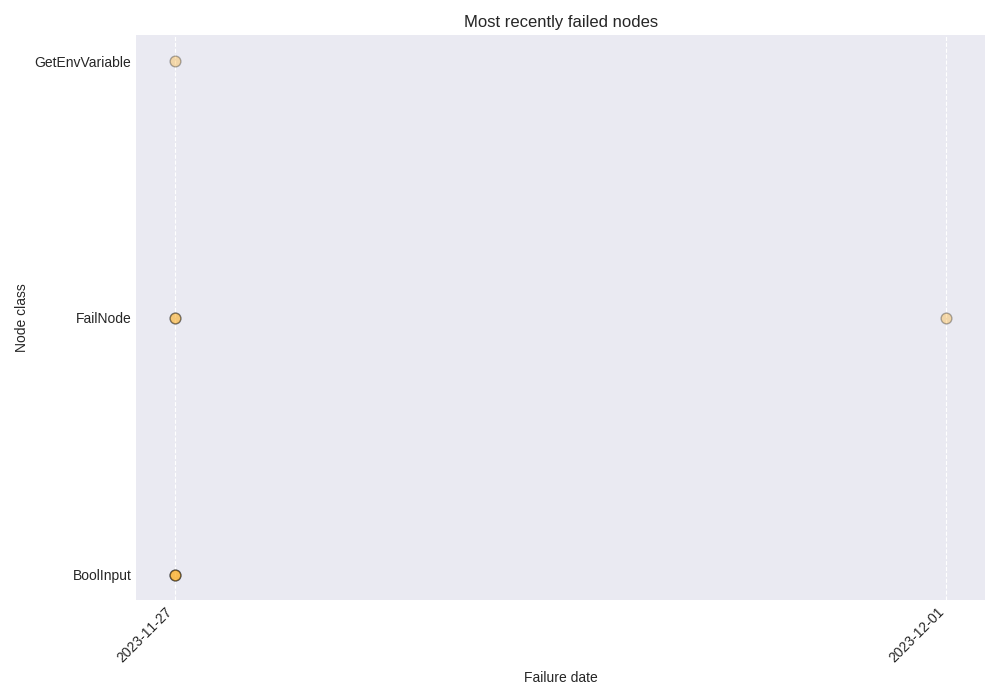 Most recently failed nodes
GetEnvVariable
FailNode
BoolInput
Node class
2023-11-27
2023-12-01
Failure date